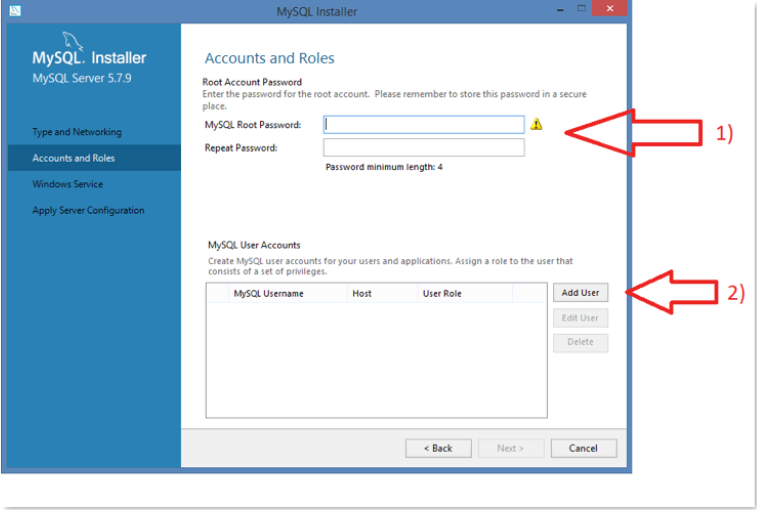 MySQL Installer
MySQL. Installer
MySQL Server 5.7.9
Type and Networking
Accounts and Roles
Windows Service
Apply Server Configuration
Accounts and Roles
Root Account Password
Enter the password for the root account. Please remember to store this password in a secure
place.
MySQL Root Password:
1)
Repeat Password:
Password minimum length: 4
MySQL User Accounts
Create MySQL user accounts for your users and applications. Assign a role to the user that
consists of a set of privileges.
MySQL Username Host User Role
Add User
2)
Edit User
Delete
< Back Next > Cancel